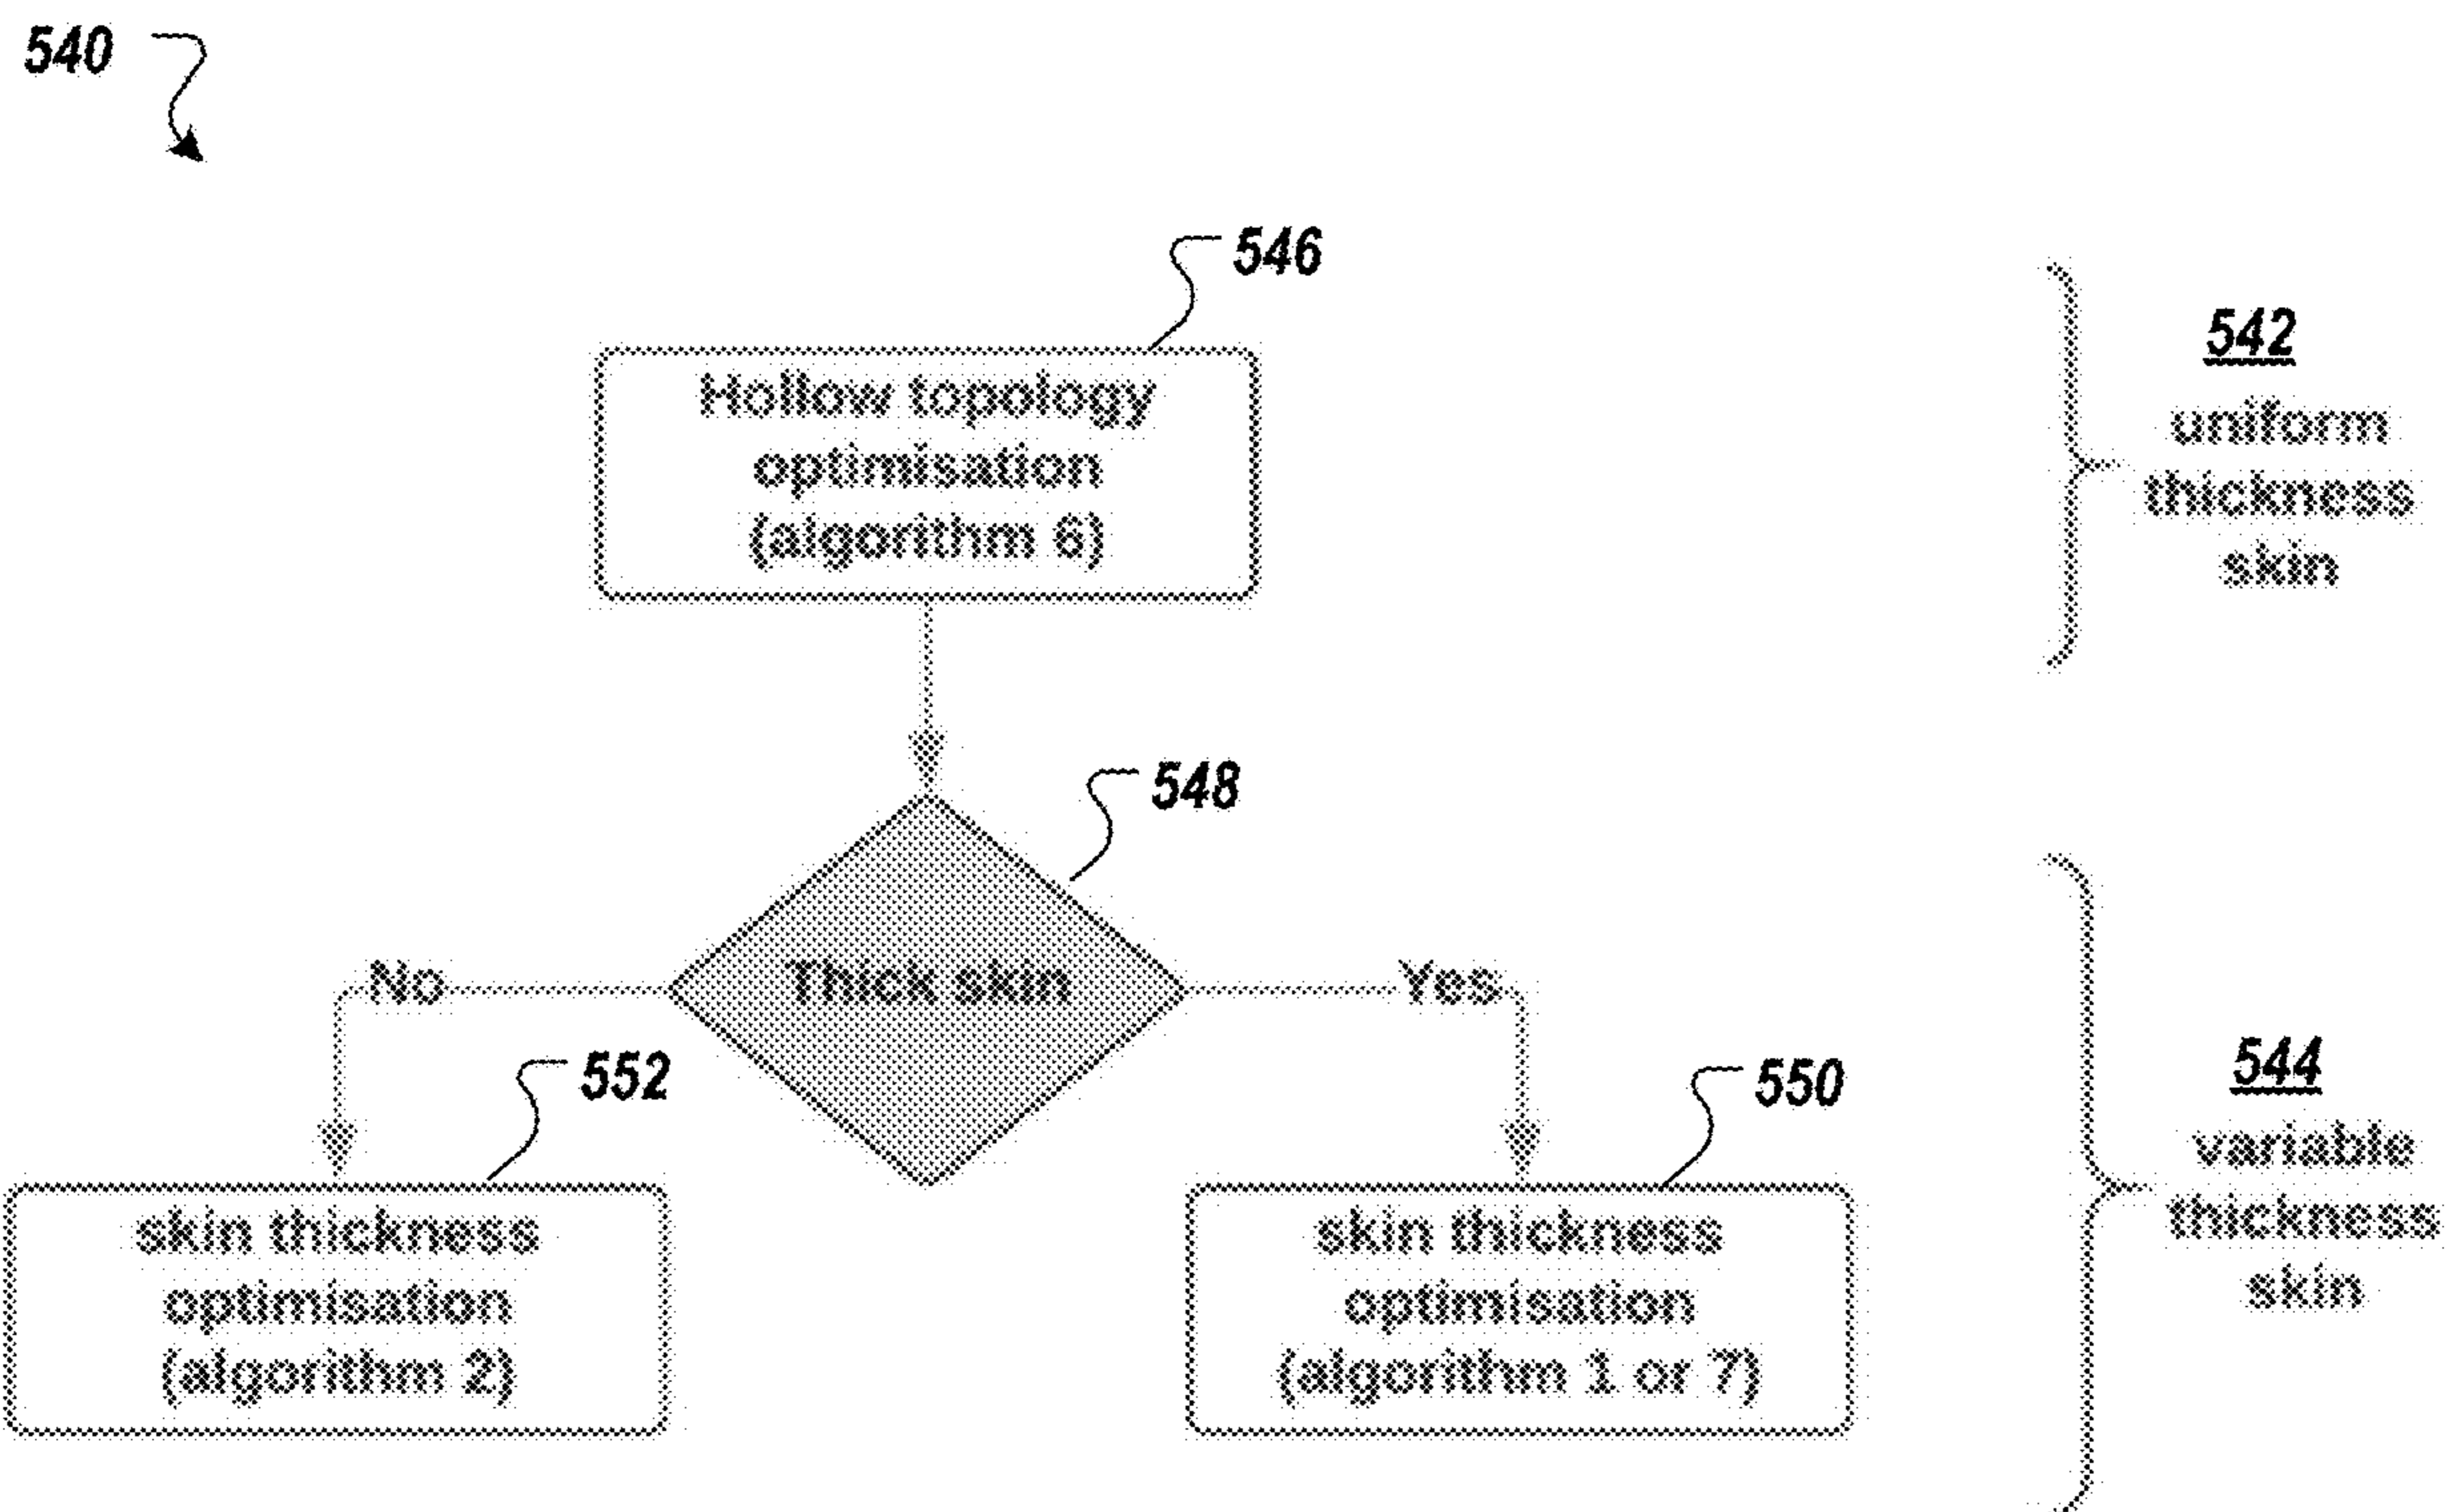 540
546
Hollow topology
optimisation
(algorithm 6)
542
uniform
thickness
skin
548
Thick skin
No
Yes
552
skin thickness
optimisation
(algorithm 2)
550
skin thickness
optimisation
(algorithm 1 or 7)
544
variable
thickness
skin